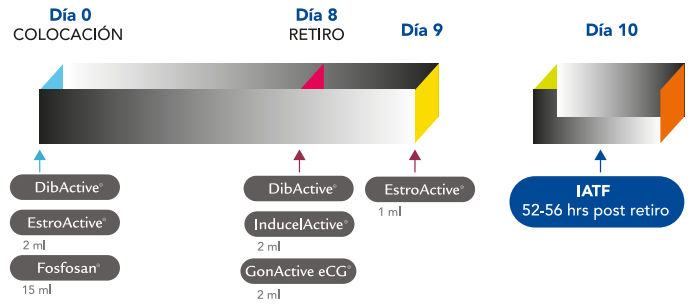 Día 0
COLOCACIÓN
Día 8
RETIRO
Día 9
Día 10
DibActive®
EstroActive®
2 ml
Fosfosan®
15 ml
DibActive®
InducelActive®
2 ml
GonActive eCG®
2 ml
EstroActive®
1 ml
IATF
52-56 hrs post retiro